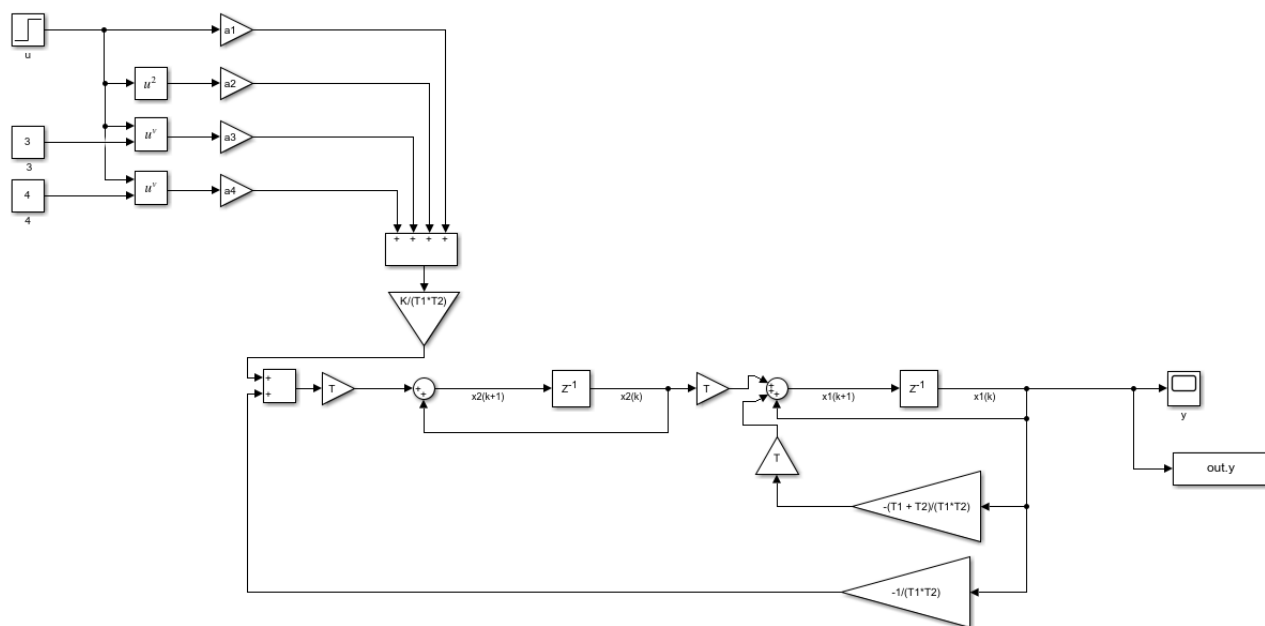 a1
u
u²
a2
uᵛ
a3
3
3
uᵛ
a4
4
4
+ + + +
K/(T1*T2)
+
+
T
+
+
x2(k+1)
Z⁻¹
x2(k)
T
+
+
+
x1(k+1)
Z⁻¹
x1(k)
y
T
out.y
-(T1 + T2)/(T1*T2)
-1/(T1*T2)